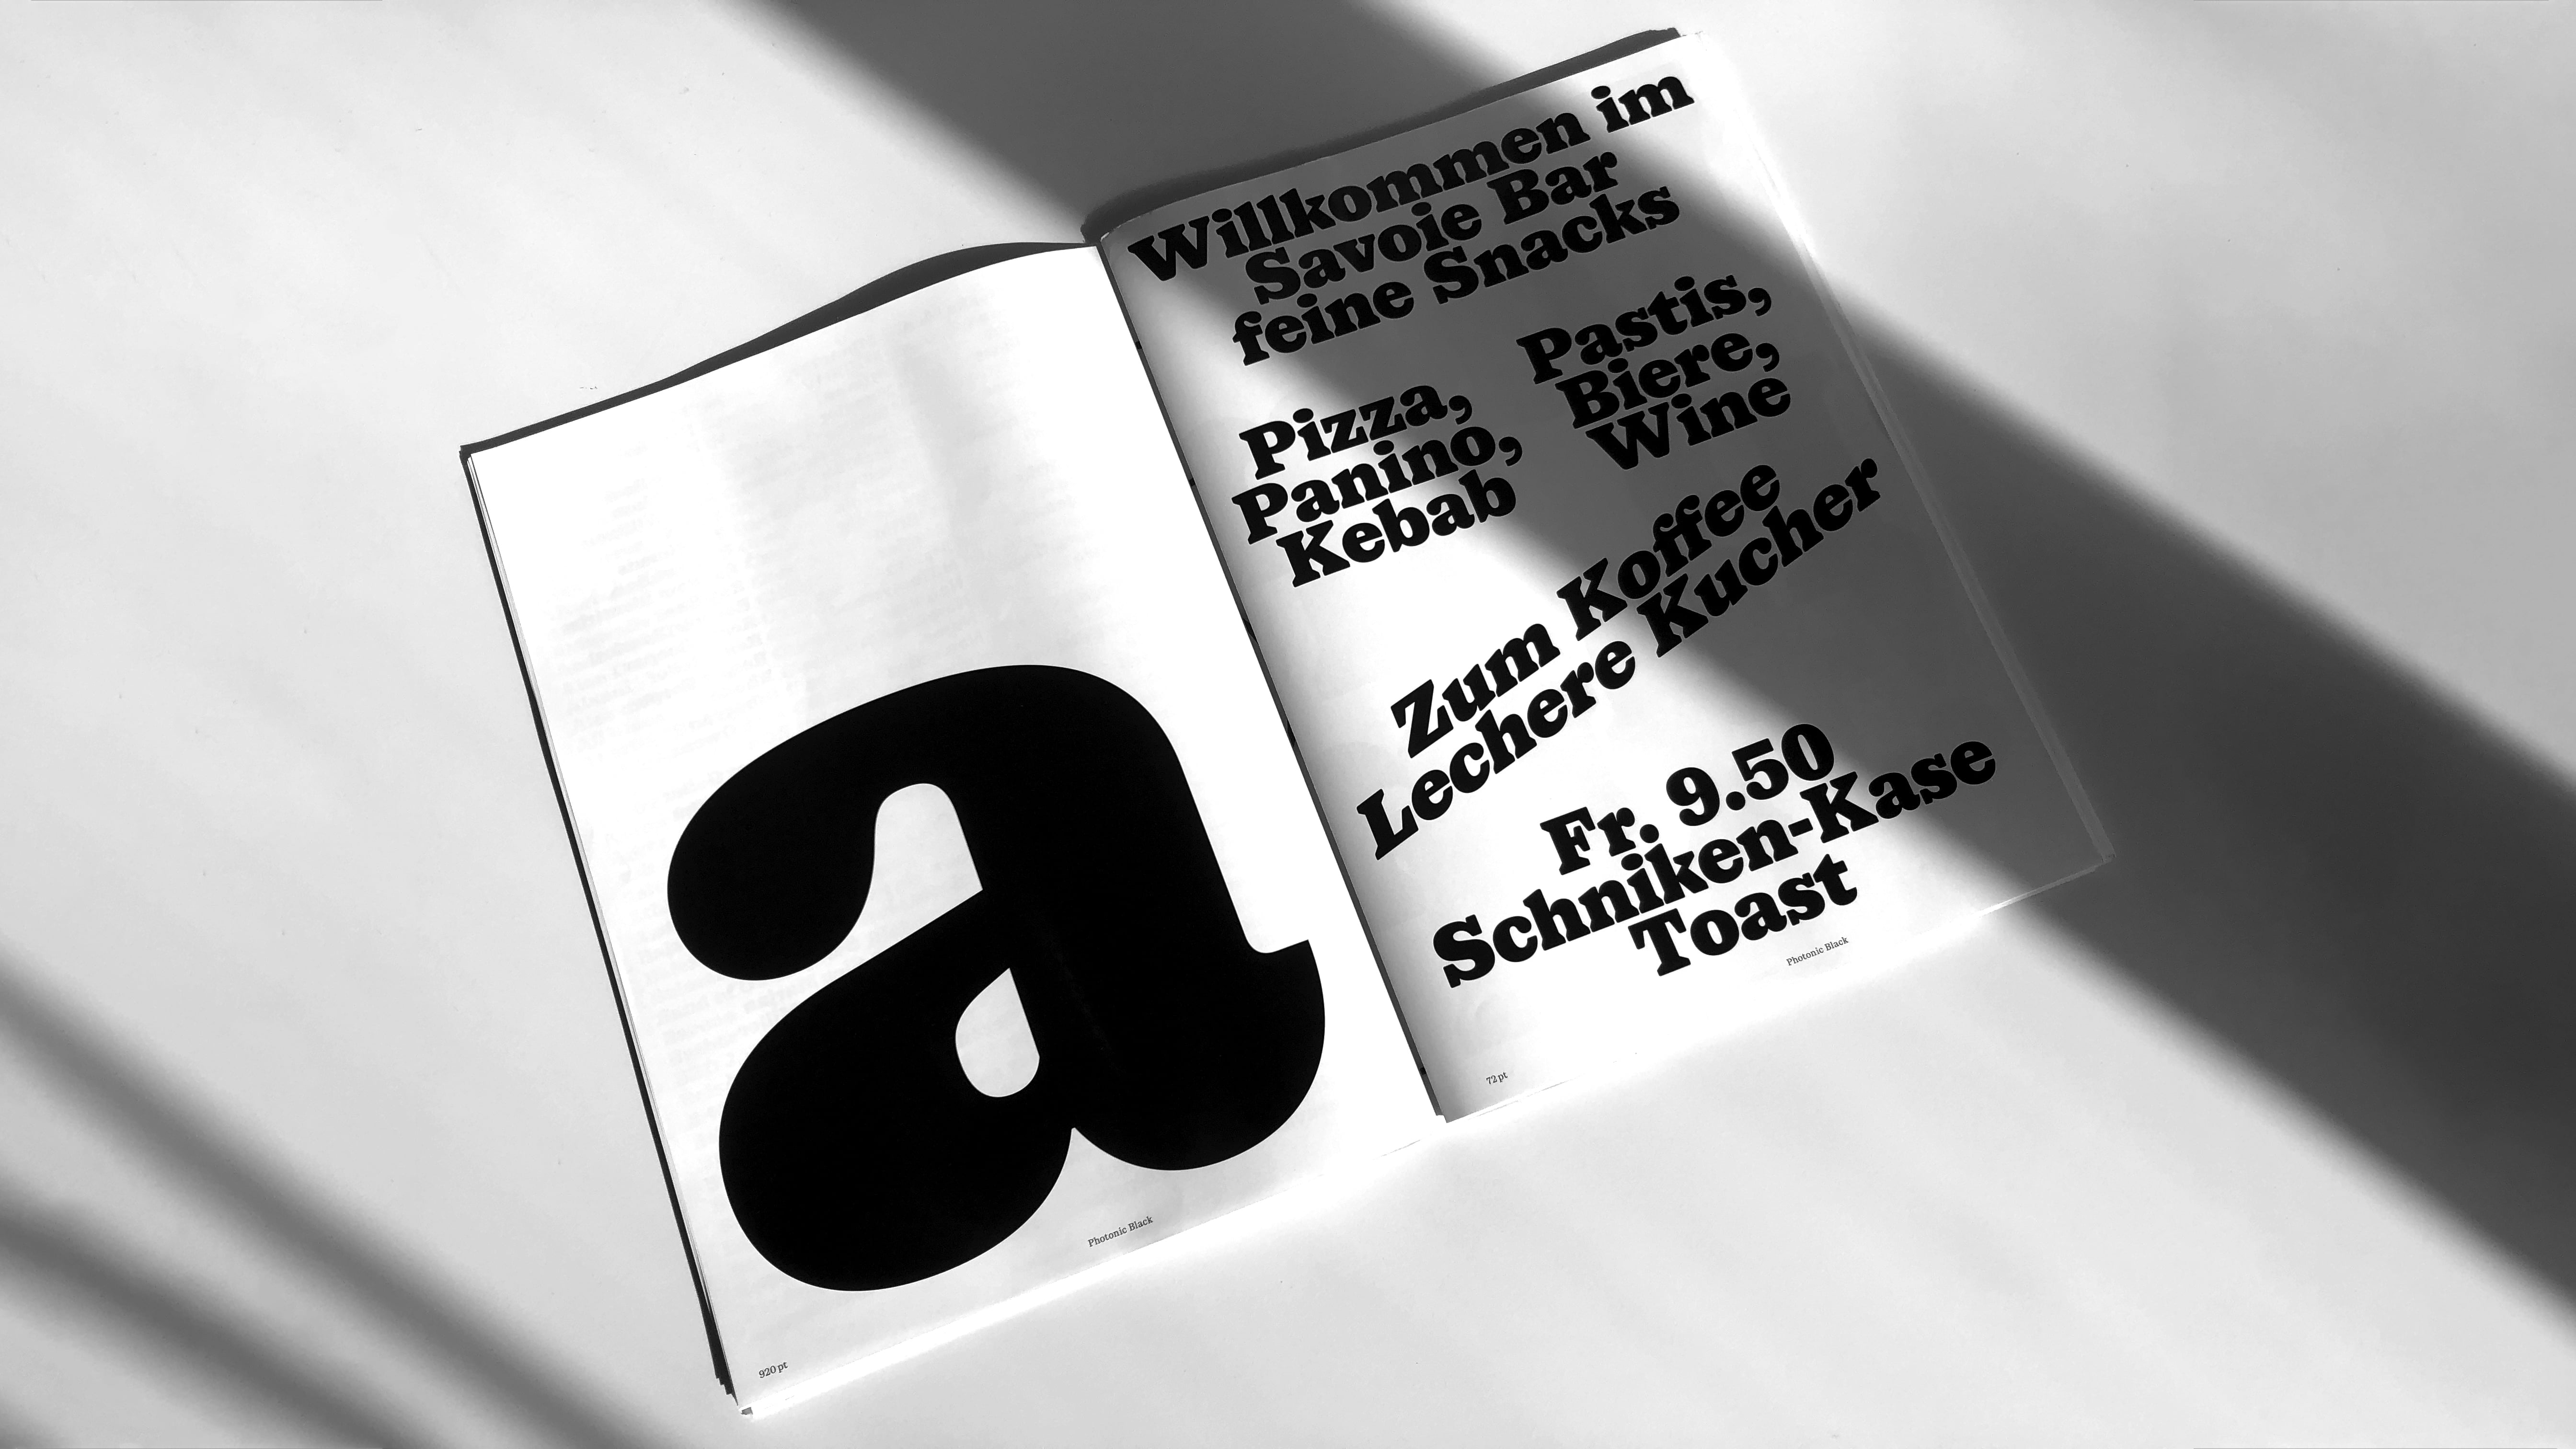 a
Photonic Black
920 pt
Willkommen im
Savoie Bar
feine Snacks
Pizza,
Panino,
Kebab
Pastis,
Biere,
Wine
Zum Koffee
Lechere Kucher
Fr. 9.50
Schniken-Kase
Toast
Photonic Black
72 pt